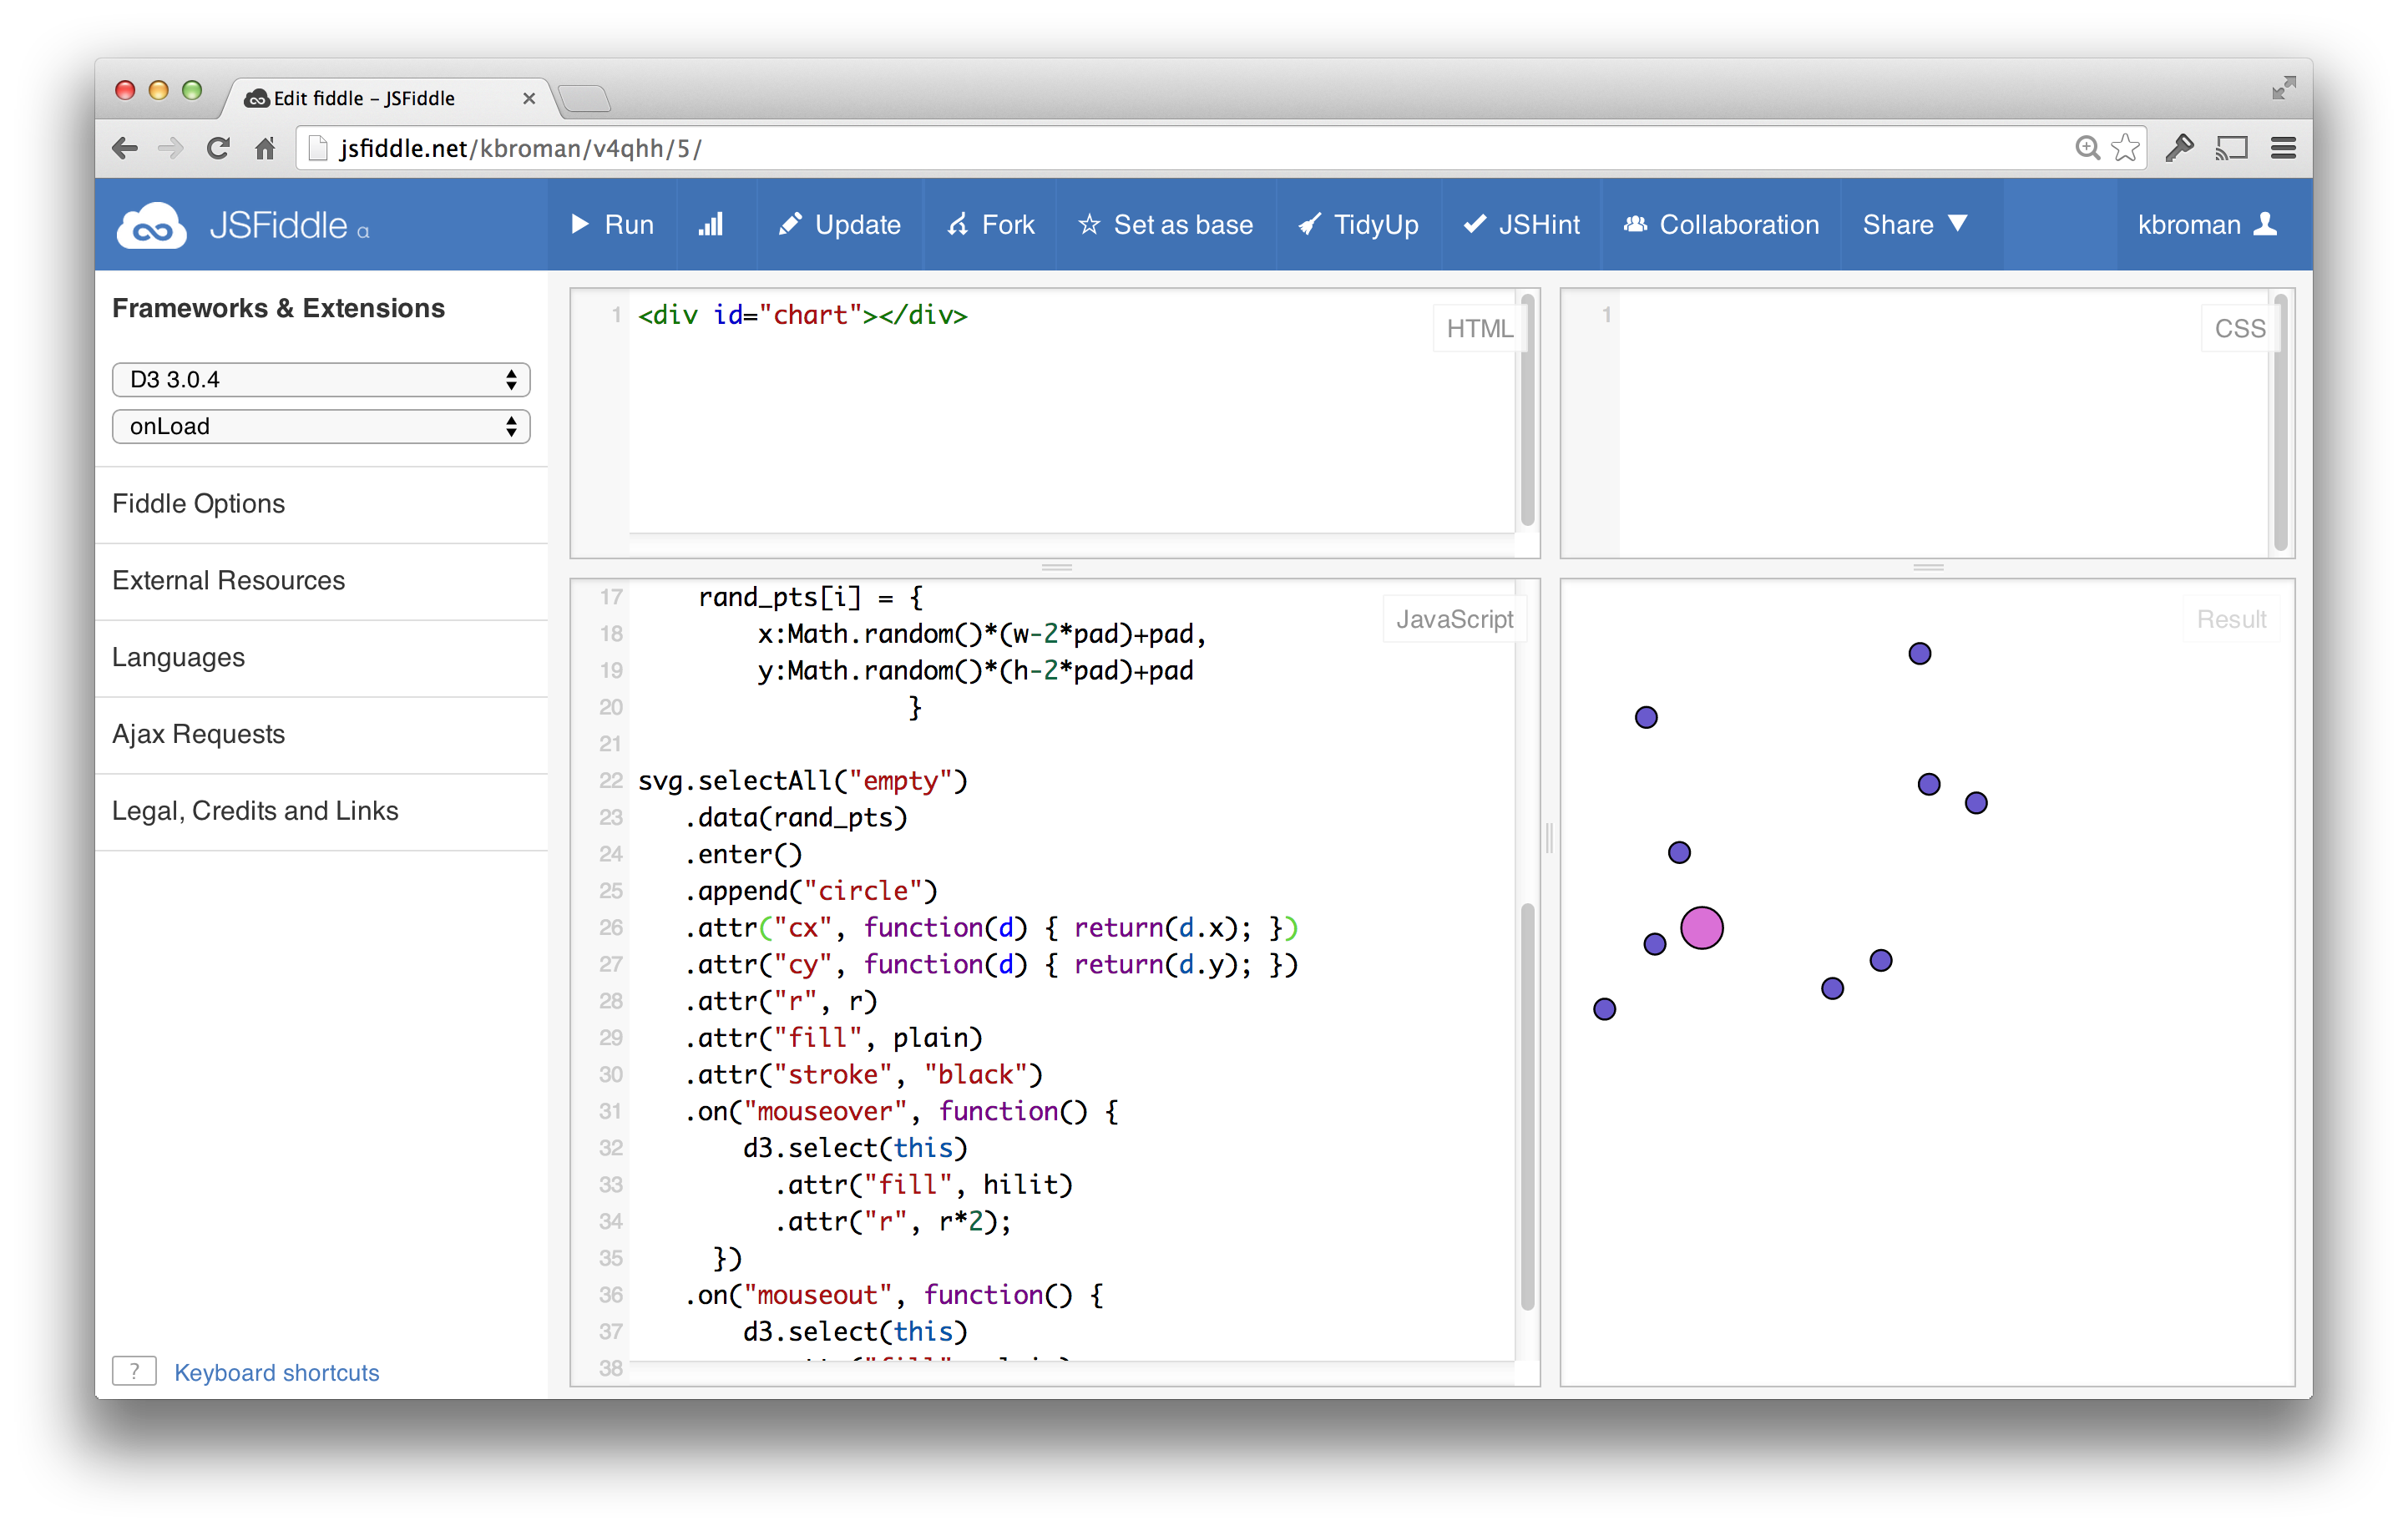 Edit fiddle – JSFiddle
jsfiddle.net/kbroman/v4qhh/5/
JSFiddle α
Run
Update
Fork
Set as base
TidyUp
JSHint
Collaboration
Share
kbroman
Frameworks & Extensions
D3 3.0.4
onLoad
Fiddle Options
External Resources
Languages
Ajax Requests
Legal, Credits and Links
? Keyboard shortcuts
1 <div id="chart"></div>
HTML
1
CSS
JavaScript
17 rand_pts[i] = {
18 x:Math.random()*(w-2*pad)+pad,
19 y:Math.random()*(h-2*pad)+pad
20 }
21
22 svg.selectAll("empty")
23 .data(rand_pts)
24 .enter()
25 .append("circle")
26 .attr("cx", function(d) { return(d.x); })
27 .attr("cy", function(d) { return(d.y); })
28 .attr("r", r)
29 .attr("fill", plain)
30 .attr("stroke", "black")
31 .on("mouseover", function() {
32 d3.select(this)
33 .attr("fill", hilit)
34 .attr("r", r*2);
35 })
36 .on("mouseout", function() {
37 d3.select(this)
38
Result